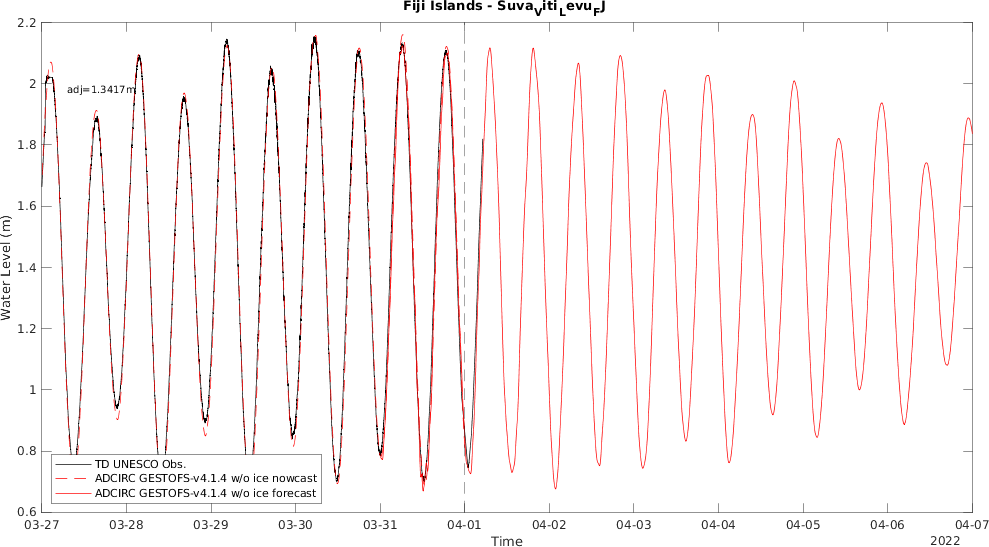 Fiji Islands - SuvaVitiLevuFJ
2.2
2
1.8
1.6
1.4
1.2
1
0.8
0.6
Water Level (m)
adj=1.3417m
TD UNESCO Obs.
ADCIRC GESTOFS-v4.1.4 w/o ice nowcast
ADCIRC GESTOFS-v4.1.4 w/o ice forecast
03-27 03-28 03-29 03-30 03-31 04-01 04-02 04-03 04-04 04-05 04-06 04-07
Time
2022